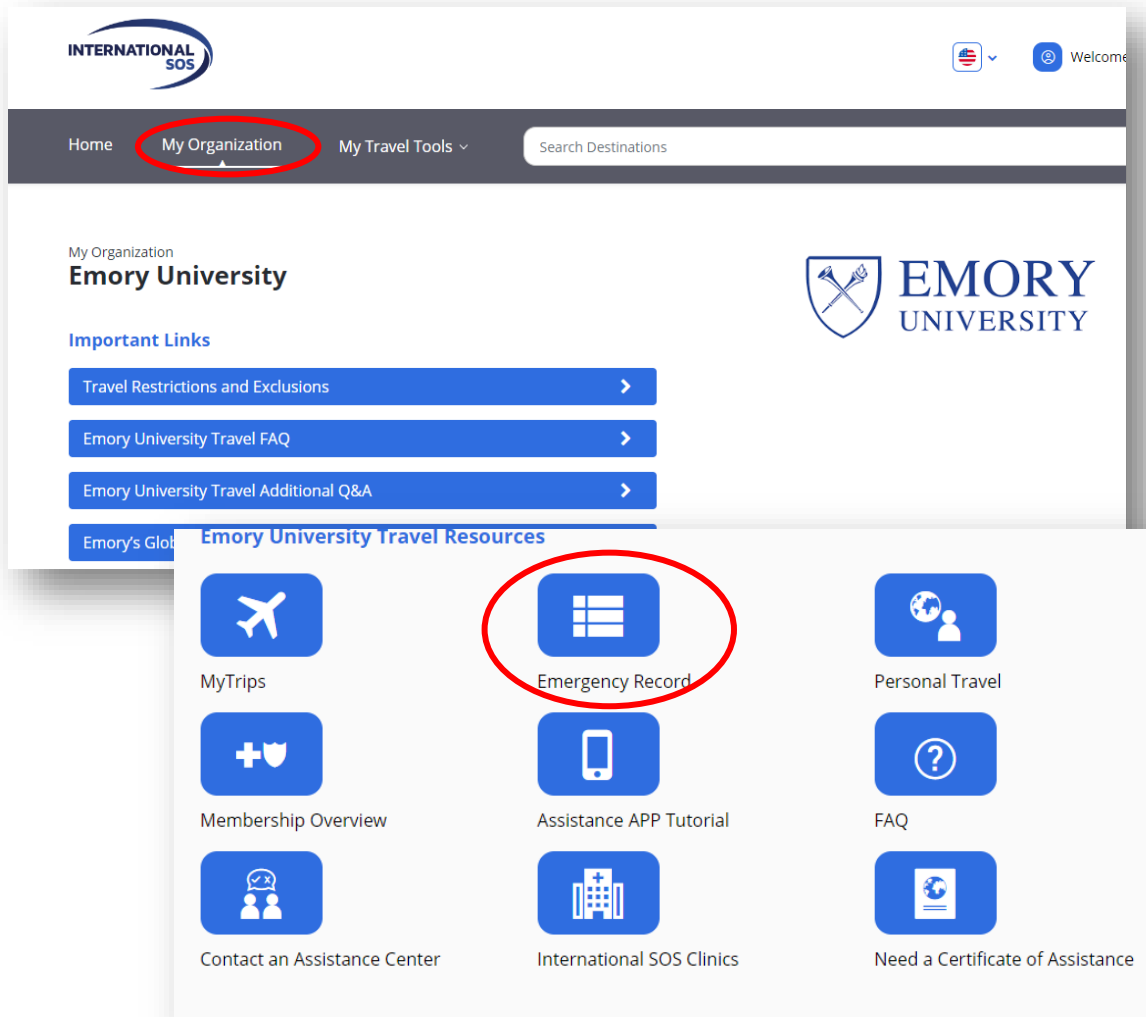 INTERNATIONAL
SOS
Welcome
Home My Organization My Travel Tools Search Destinations
My Organization
Emory University
EMORY
UNIVERSITY
Important Links
Travel Restrictions and Exclusions
Emory University Travel FAQ
Emory University Travel Additional Q&A
Emory's Glob
Emory University Travel Resources
MyTrips Emergency Record Personal Travel
Membership Overview Assistance APP Tutorial FAQ
Contact an Assistance Center International SOS Clinics Need a Certificate of Assistance